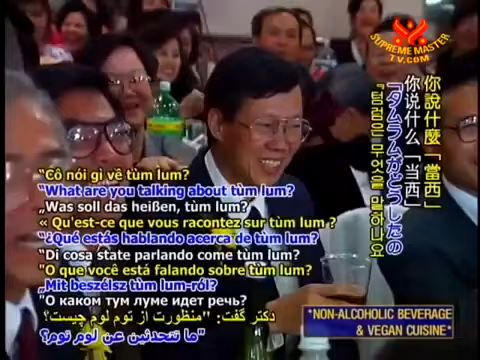 SUPREME MASTER
TV.COM
你說什麼「當西」
你说什么「当西」
「タムラムがどうしたの
"Cô nói gì về tùm lum?
"What are you talking about tùm lum?
„Was soll das heißen, tùm lum?
« Qu'est-ce que vous racontez sur tùm lum ?
"¿Qué estás hablando acerca de tùm lum?
"Di cosa state parlando come tùm lum?
"O que você está falando sobre tùm lum?
„Mit beszélsz tùm lum-ról?
"О каком тум луме идет речь?
دکتر گفت: "منظورت از توم لوم چیست؟
"ما تتحدثين عن لوم توم؟
*NON-ALCOHOLIC BEVERAGE
& VEGAN CUISINE*